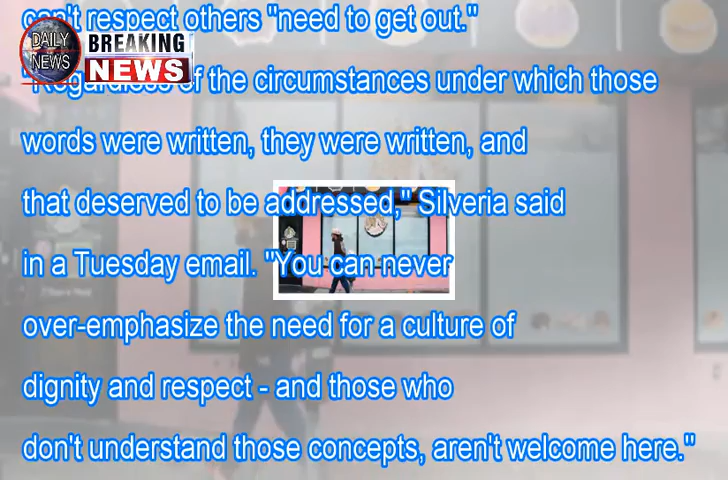 can't respect others "need to get out."
DAILY
NEWS
BREAKING
NEWS
"Regardless of the circumstances under which those
words were written, they were written, and
that deserved to be addressed," Silveria said
in a Tuesday email. "You can never
over-emphasize the need for a culture of
dignity and respect - and those who
don't understand those concepts, aren't welcome here."